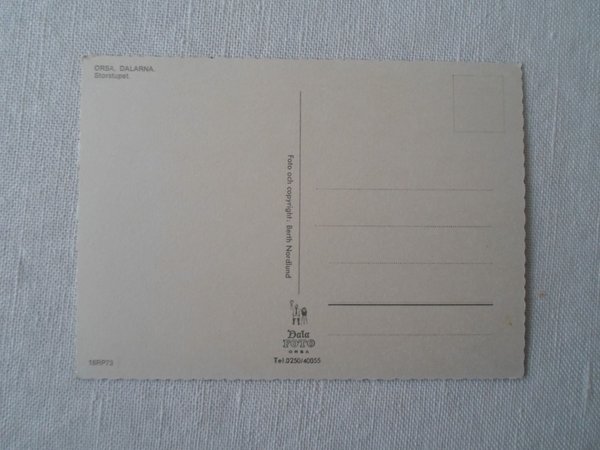 ORSA. DALARNA.
Storstupet
Foto och copyright: Berth Nordlund
Dala
FOTO
ORSA
Tel.0250/40055
16RP73